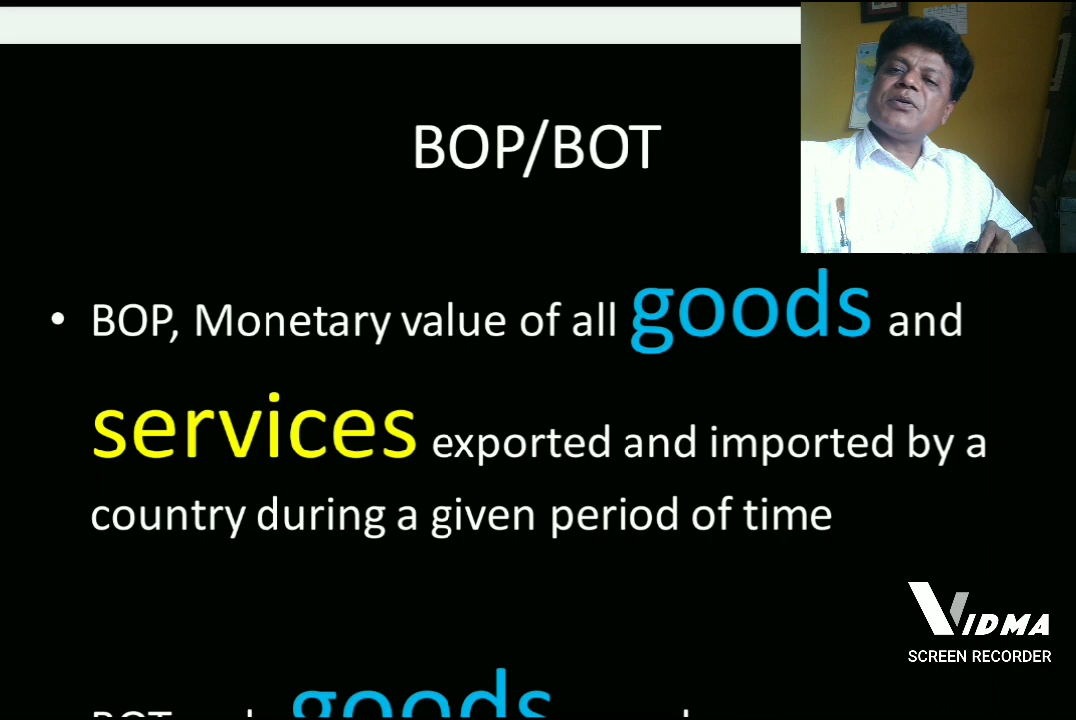 BOP/BOT
• BOP, Monetary value of all goods and
services exported and imported by a
country during a given period of time
VIDMA
SCREEN RECORDER
goods